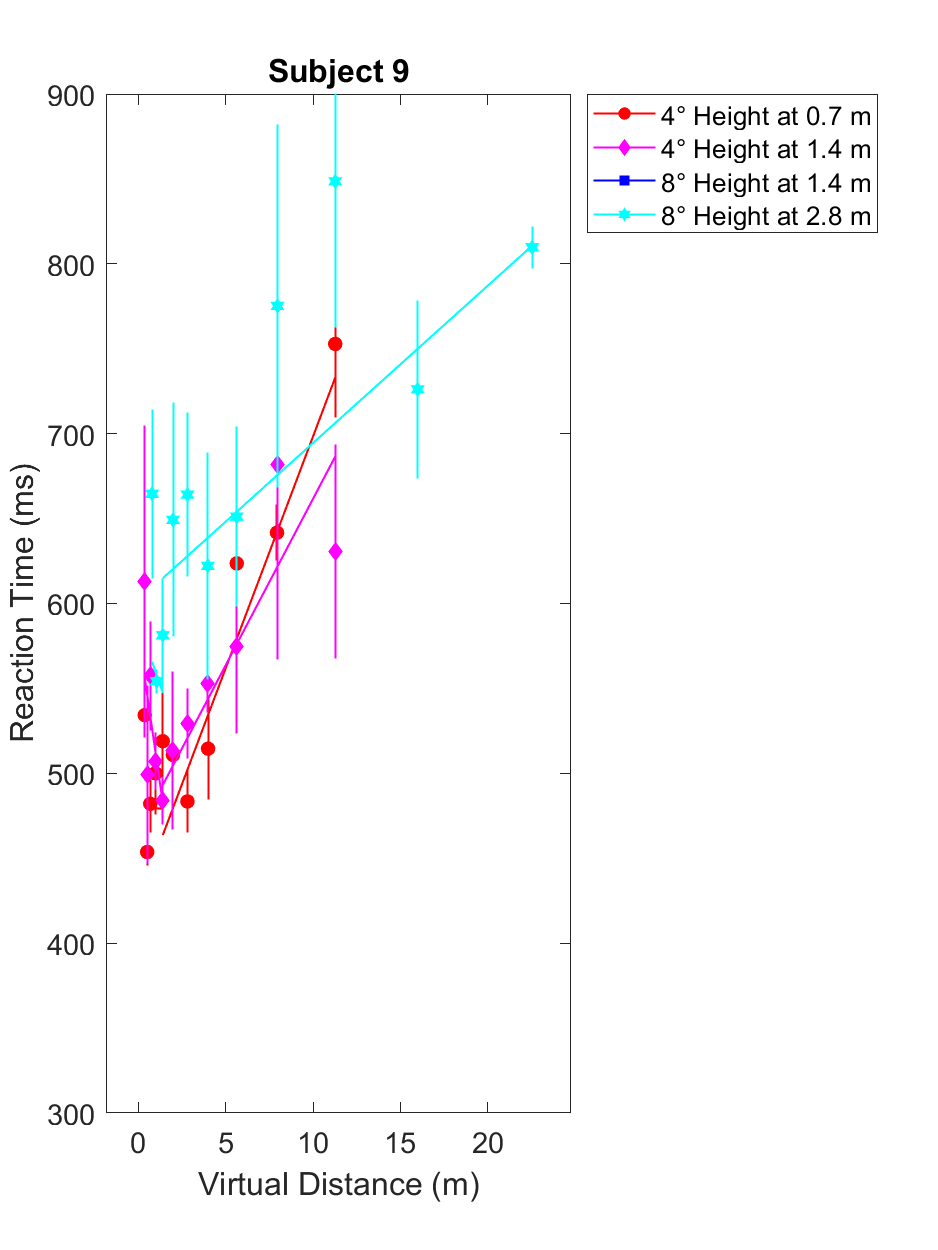 Subject 9
900
800
700
600
500
400
300
Reaction Time (ms)
0 5 10 15 20
Virtual Distance (m)
4° Height at 0.7 m
4° Height at 1.4 m
8° Height at 1.4 m
8° Height at 2.8 m